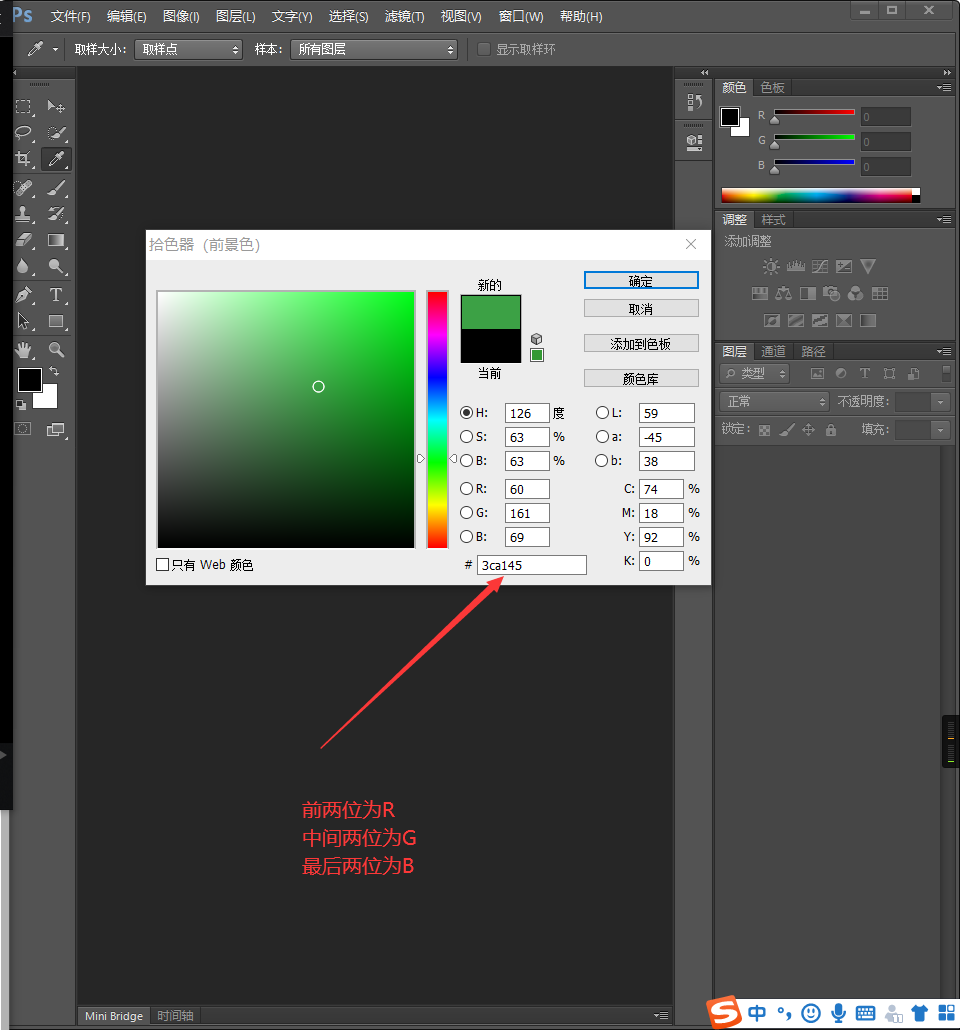 Ps 文件(F) 编辑(E) 图像(I) 图层(L) 文字(Y) 选择(S) 滤镜(T) 视图(V) 窗口(W) 帮助(H)
取样大小: 取样点 样本: 所有图层 显示取样环
颜色 色板
R 0
G 0
B 0
调整 样式
添加调整
图层 通道 路径
类型
正常 不透明度:
锁定: 填充:
拾色器（前景色）
新的
当前
确定
取消
添加到色板
颜色库
H: 126 度 L: 59
S: 63 % a: -45
B: 63 % b: 38
R: 60 C: 74 %
G: 161 M: 18 %
B: 69 Y: 92 %
# 3ca145 K: 0 %
只有 Web 颜色
前两位为R
中间两位为G
最后两位为B
Mini Bridge 时间轴
S 中